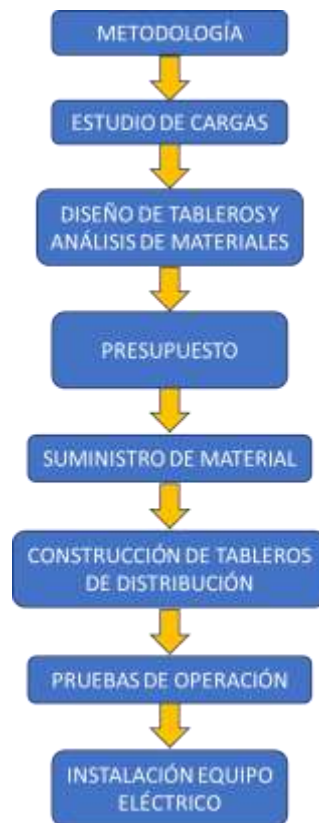 METODOLOGÍA
ESTUDIO DE CARGAS
DISEÑO DE TABLEROS Y
ANÁLISIS DE MATERIALES
PRESUPUESTO
SUMINISTRO DE MATERIAL
CONSTRUCCIÓN DE TABLEROS
DE DISTRIBUCIÓN
PRUEBAS DE OPERACIÓN
INSTALACIÓN EQUIPO
ELÉCTRICO